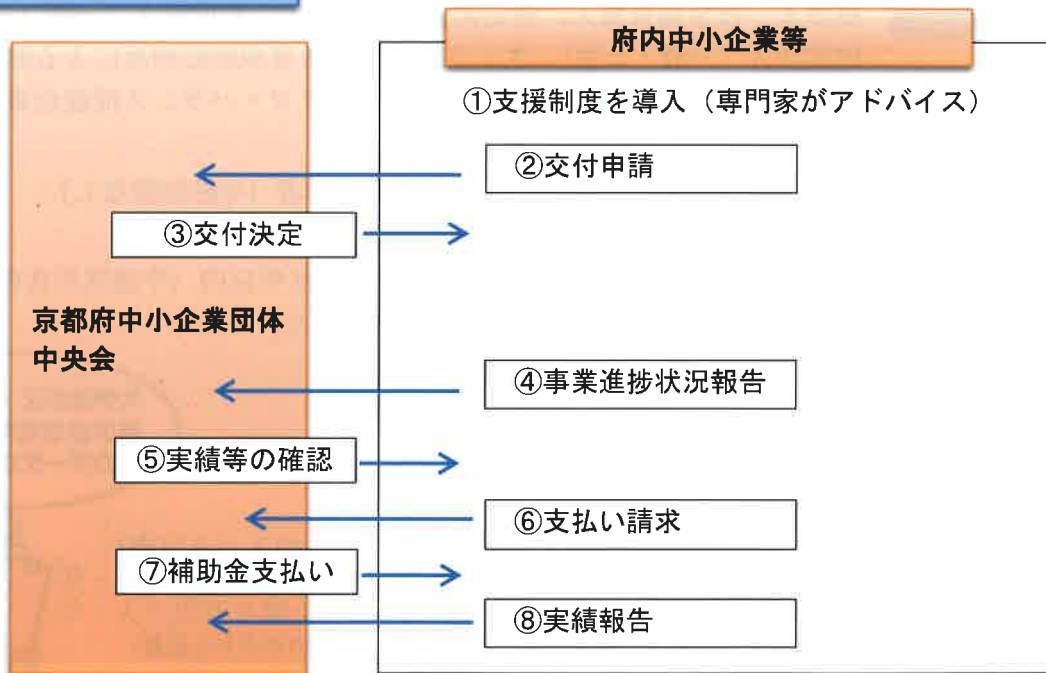 府内中小企業等
①支援制度を導入（専門家がアドバイス）
②交付申請
③交付決定
京都府中小企業団体
中央会
④事業進捗状況報告
⑤実績等の確認
⑥支払い請求
⑦補助金支払い
⑧実績報告